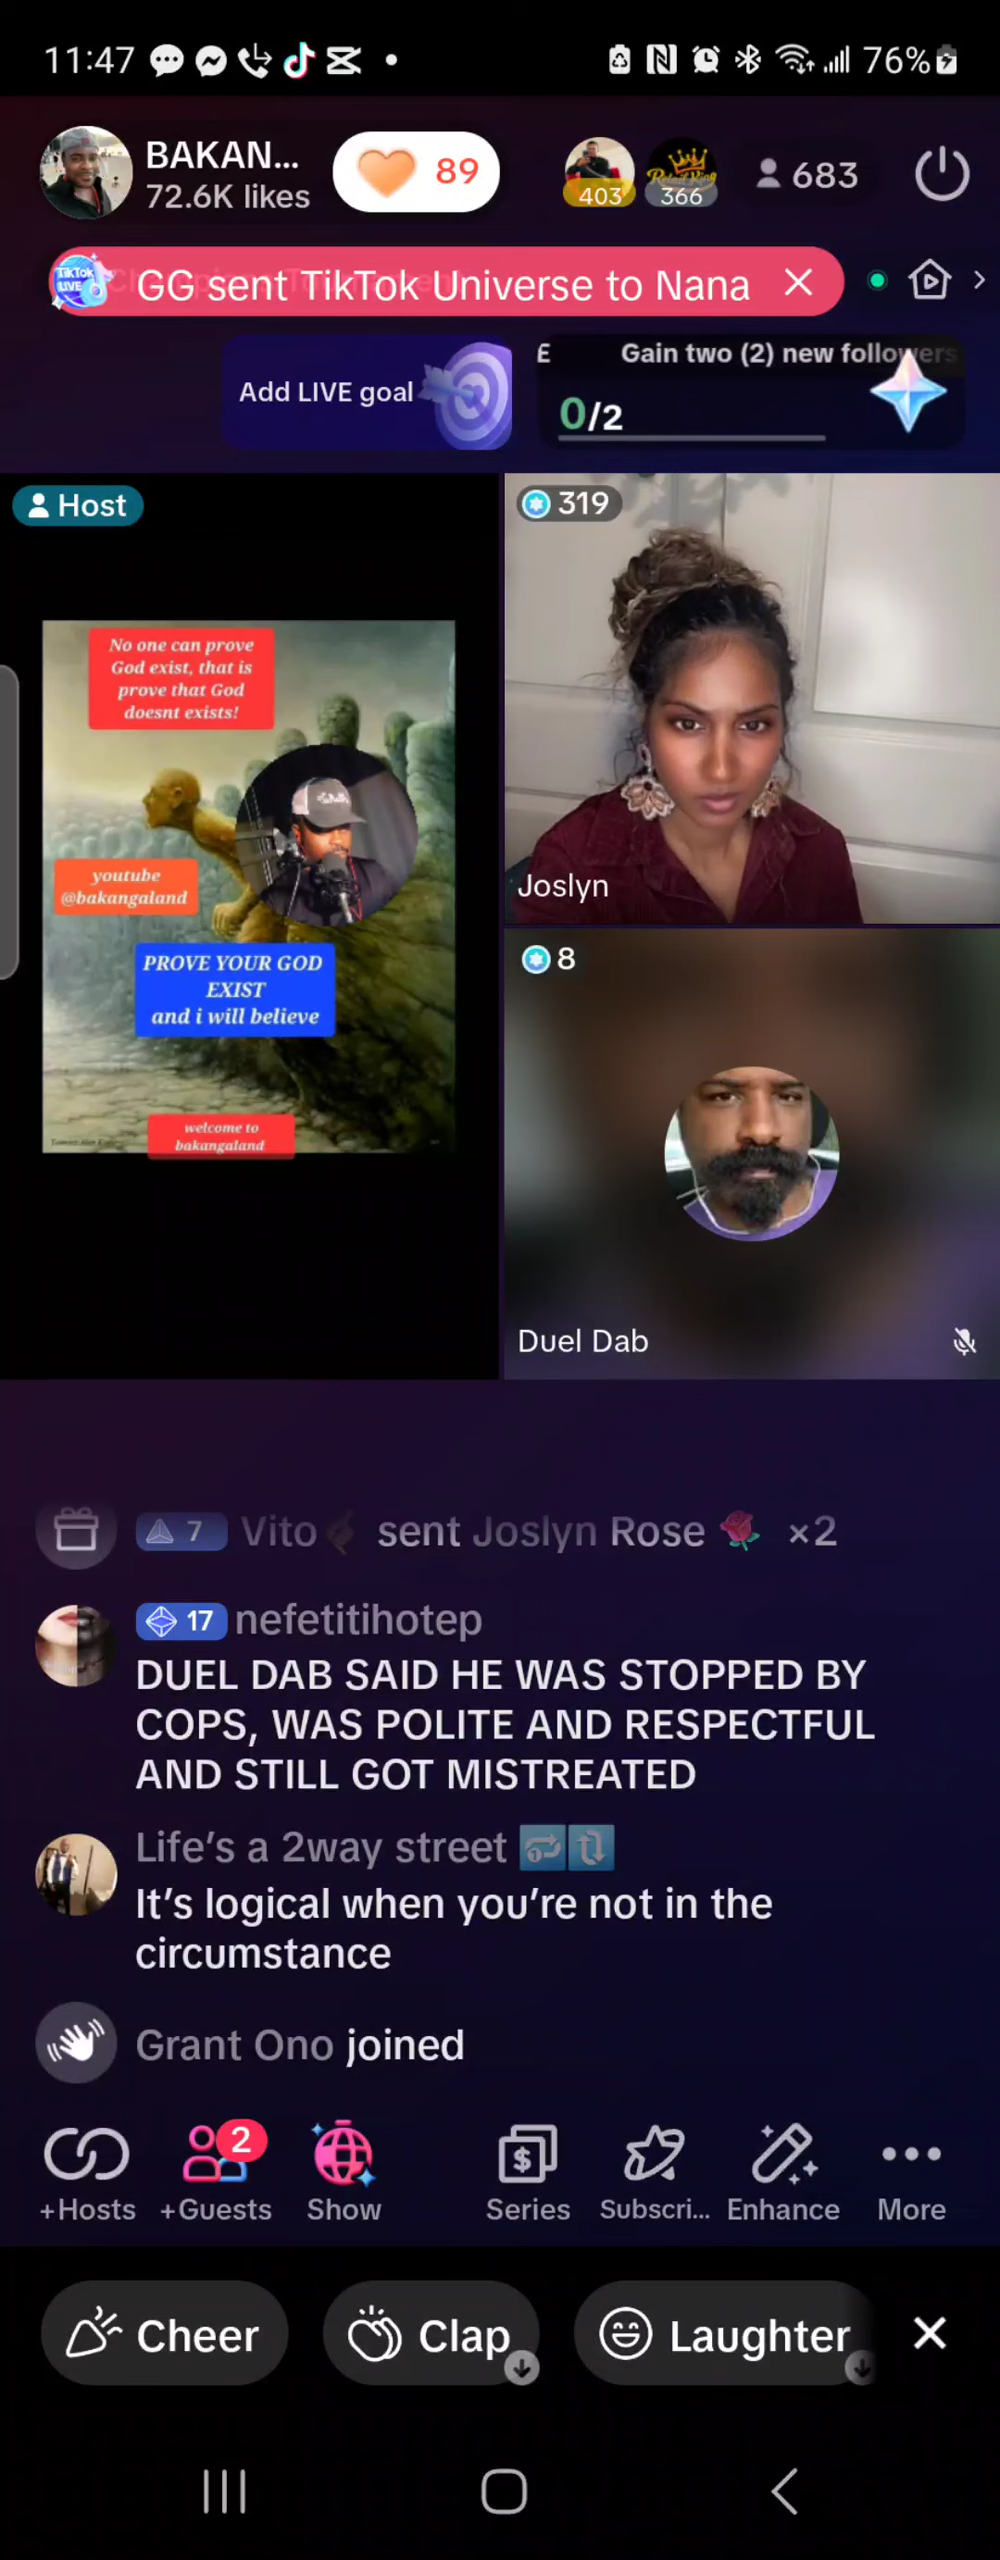 11:47
76%
BAKAN...
72.6K likes
89
403
366
683
TikTok
LIVE
GG sent TikTok Universe to Nana
Add LIVE goal
E
Gain two (2) new followers
0/2
Host
No one can prove
God exist, that is
prove that God
doesnt exists!
youtube
@bakangaland
PROVE YOUR GOD
EXIST
and i will believe
welcome to
bakangaland
319
Joslyn
8
Duel Dab
7 Vito sent Joslyn Rose ×2
17 nefetitihotep
DUEL DAB SAID HE WAS STOPPED BY
COPS, WAS POLITE AND RESPECTFUL
AND STILL GOT MISTREATED
Life's a 2way street
It's logical when you're not in the
circumstance
Grant Ono joined
2
+Hosts
+Guests
Show
Series
Subscri...
Enhance
More
Cheer
Clap
Laughter